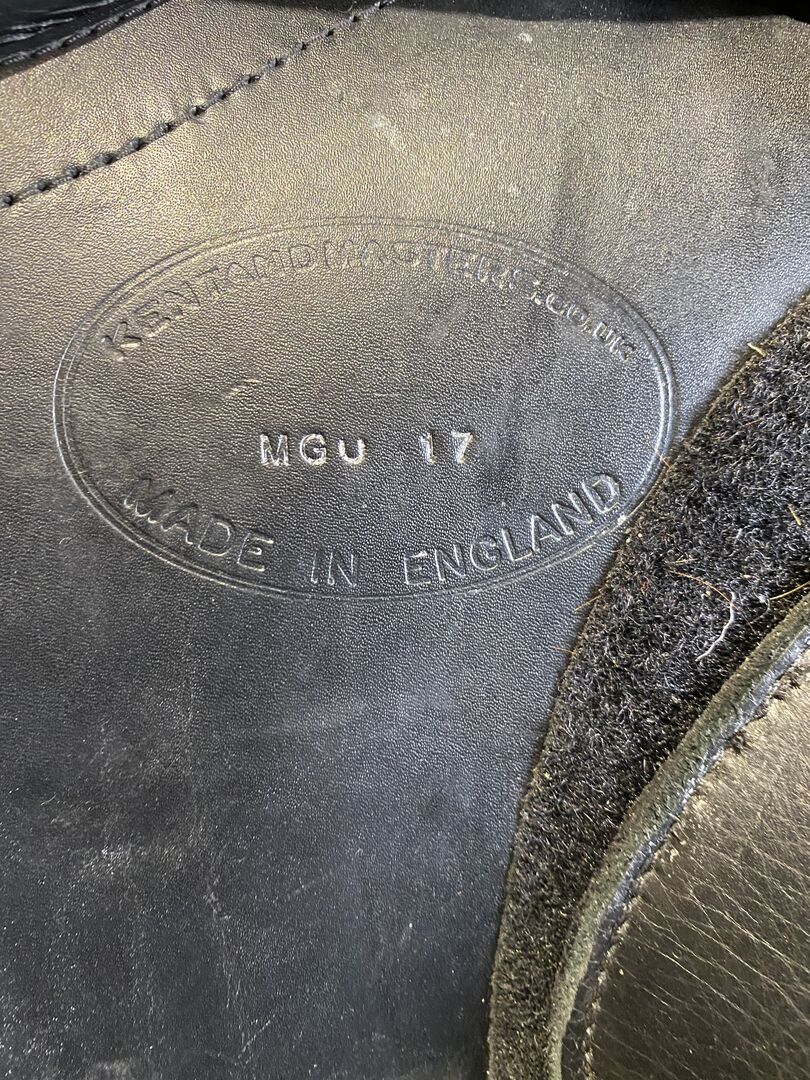 KENTANDMASTERS.CO.UK
MGU 17
MADE IN ENGLAND